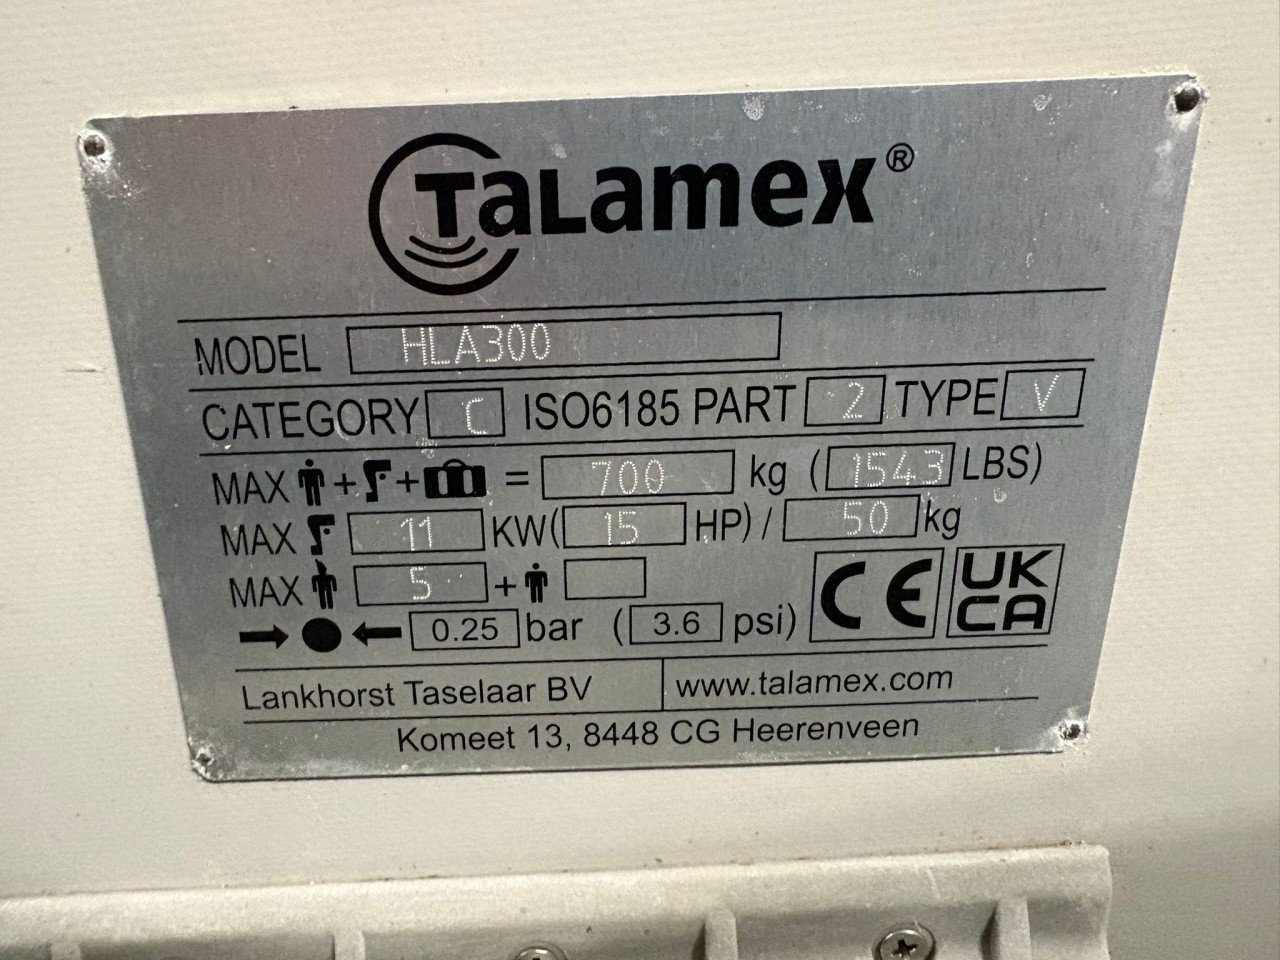 TaLamex®
MODEL HLA300
CATEGORY C ISO6185 PART 2 TYPE V
MAX + + = 700 kg (1543 LBS)
MAX 11 KW(15 HP) / 50 kg
MAX 5 +
0.25 bar (3.6 psi) CE UK CA
Lankhorst Taselaar BV www.talamex.com
Komeet 13, 8448 CG Heerenveen